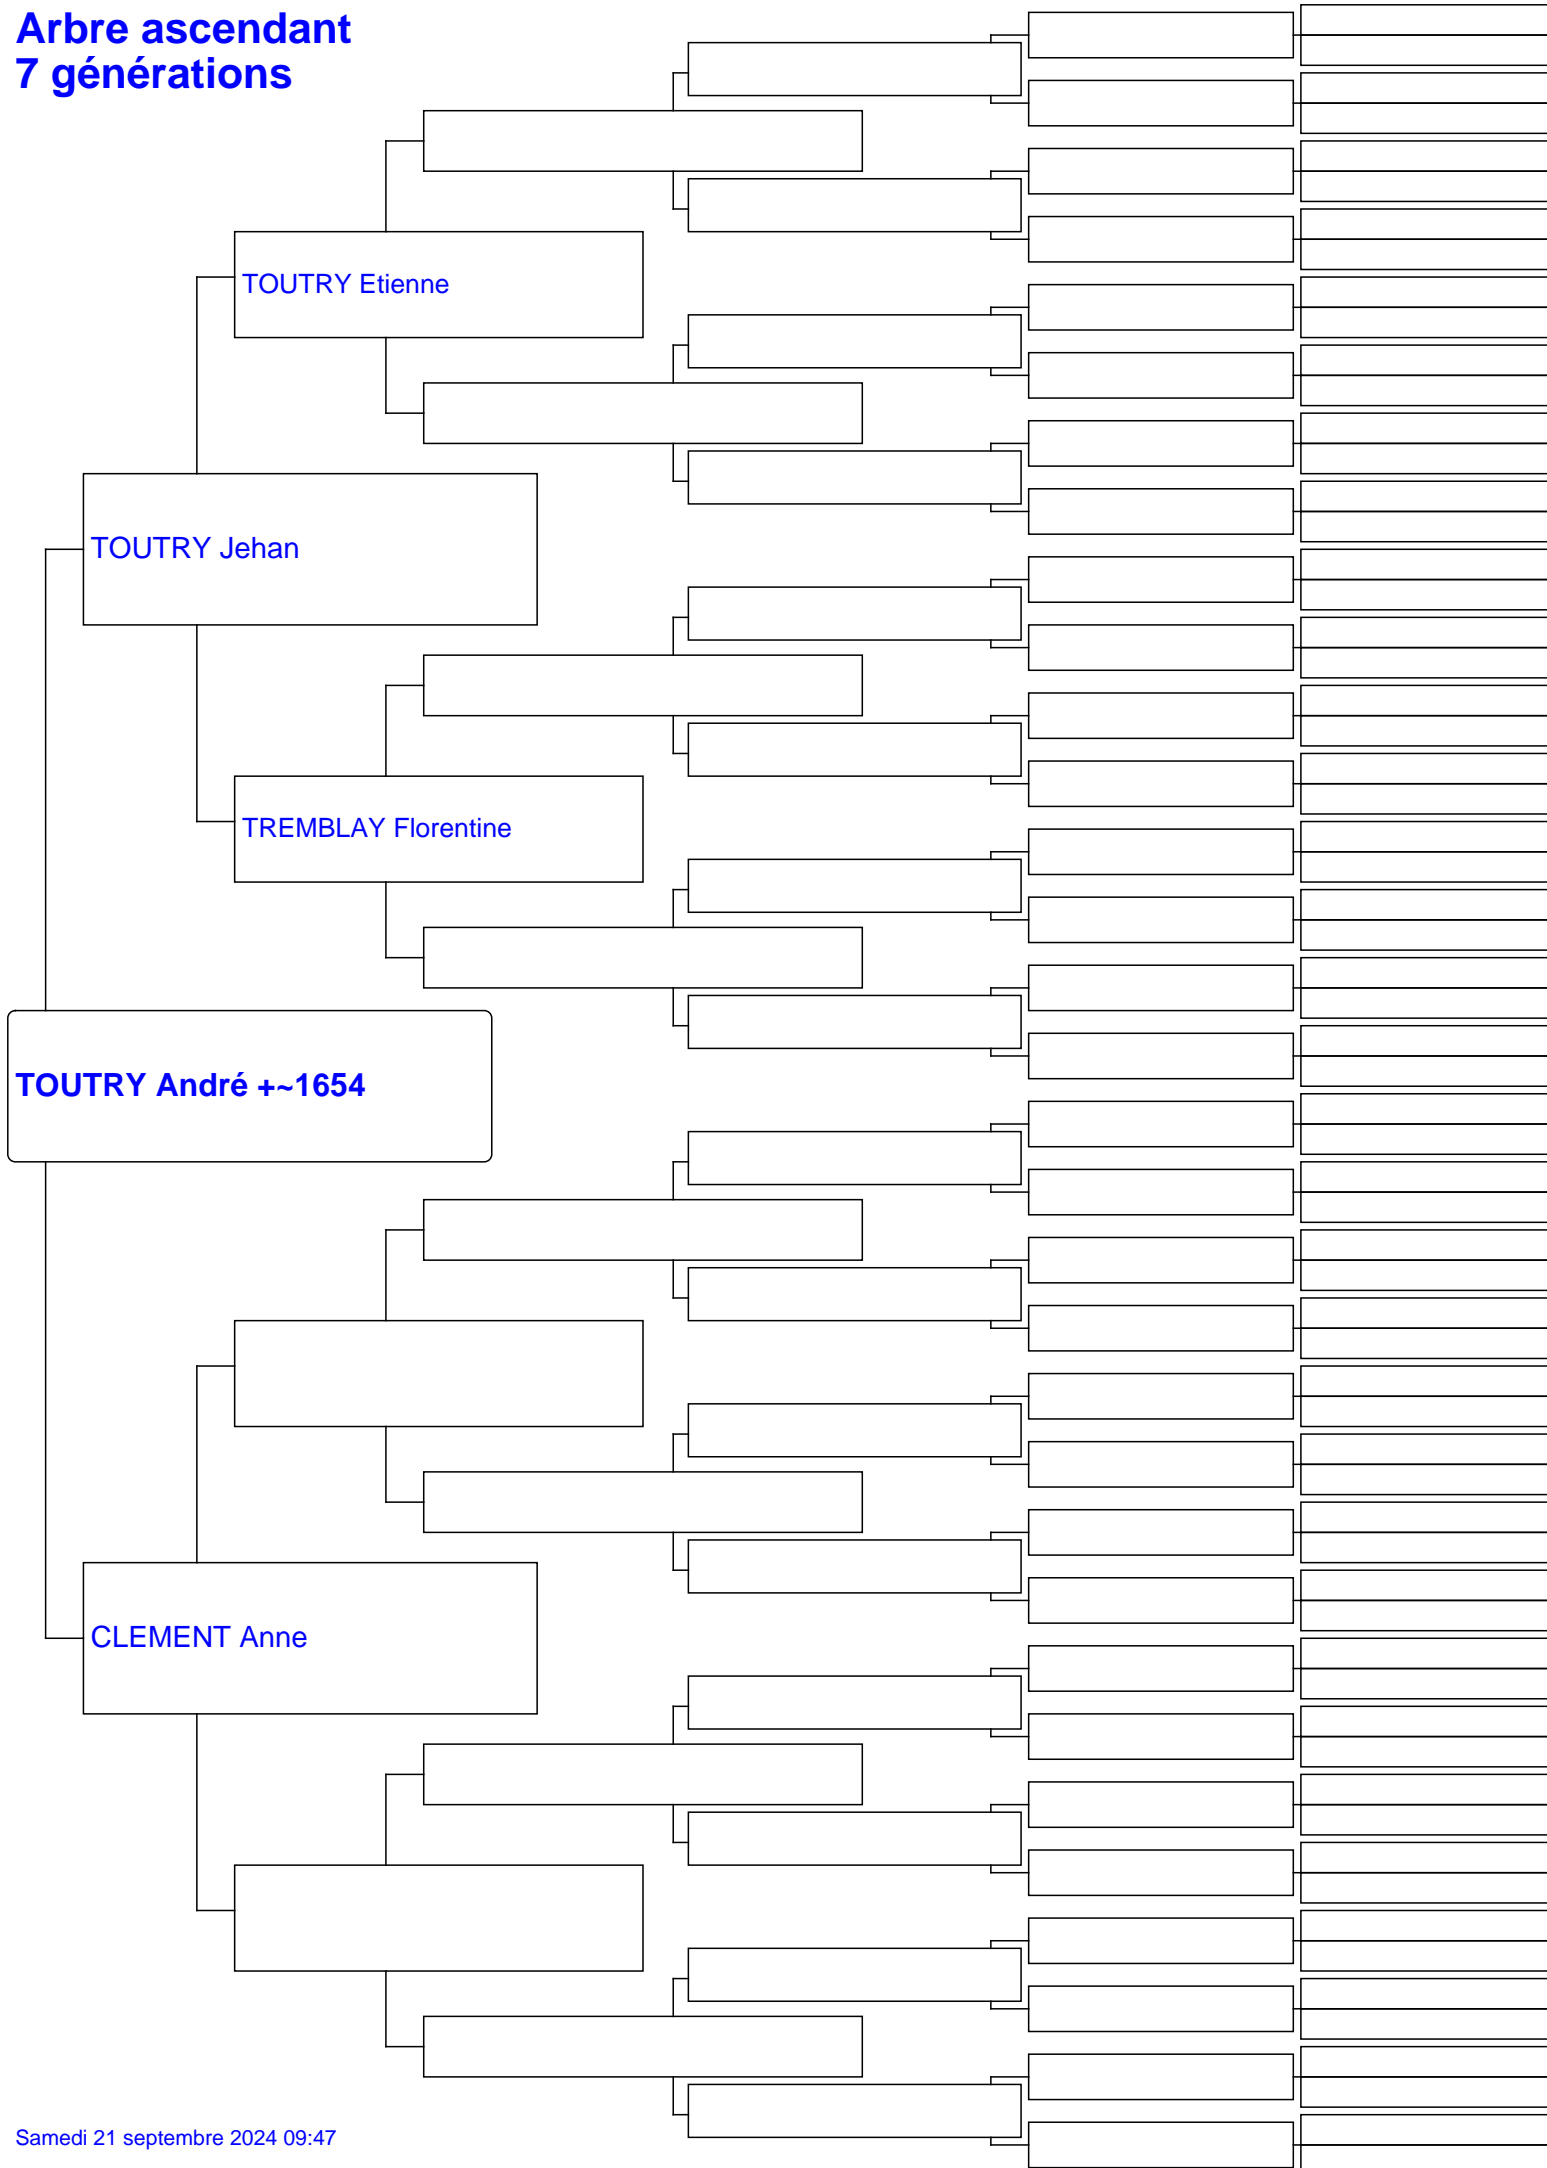 Arbre ascendant
7 générations
TOUTRY Etienne
TOUTRY Jehan
TREMBLAY Florentine
TOUTRY André +~1654
CLEMENT Anne
Samedi 21 septembre 2024 09:47